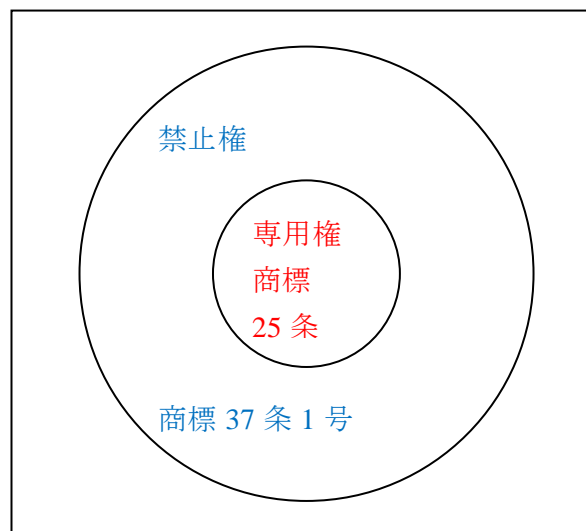 禁止権
専用権
商標
25 条
商標 37 条 1 号